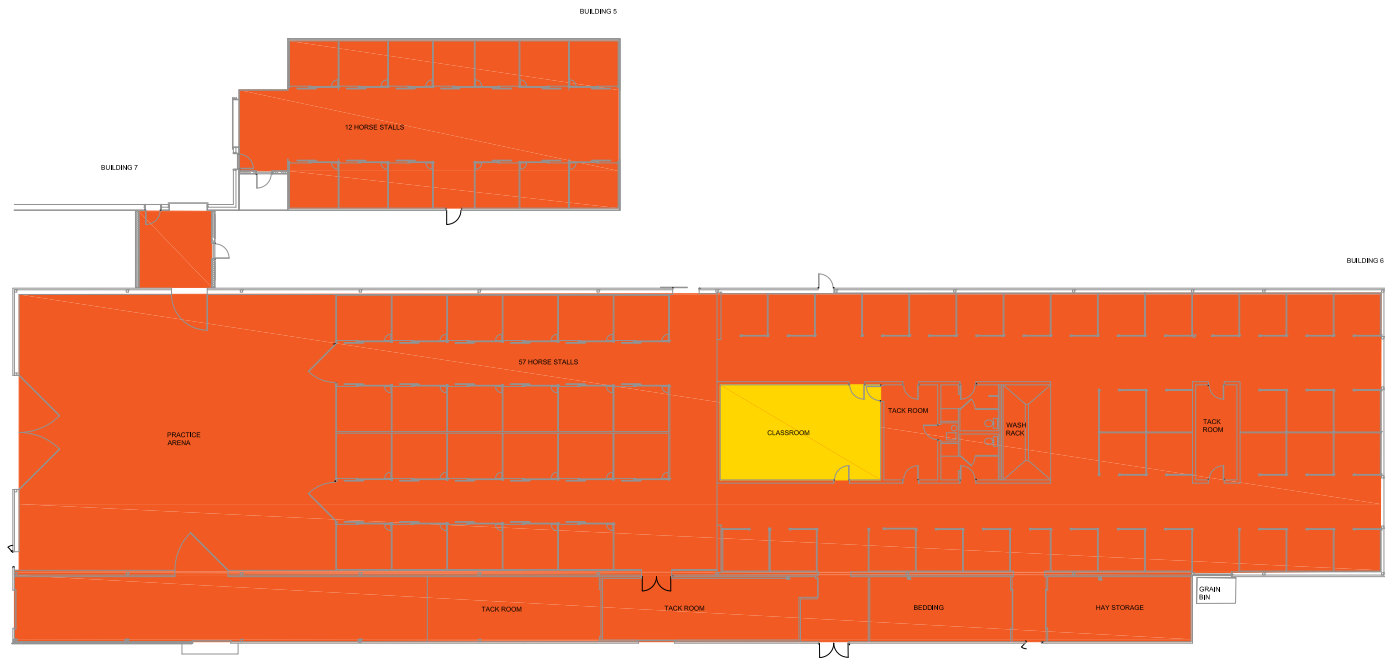 BUILDING 5
12 HORSE STALLS
BUILDING 7
BUILDING 6
57 HORSE STALLS
PRACTICE
ARENA
CLASSROOM
TACK ROOM
WASH
RACK
TACK
ROOM
TACK ROOM
TACK ROOM
BEDDING
HAY STORAGE
GRAIN
BIN